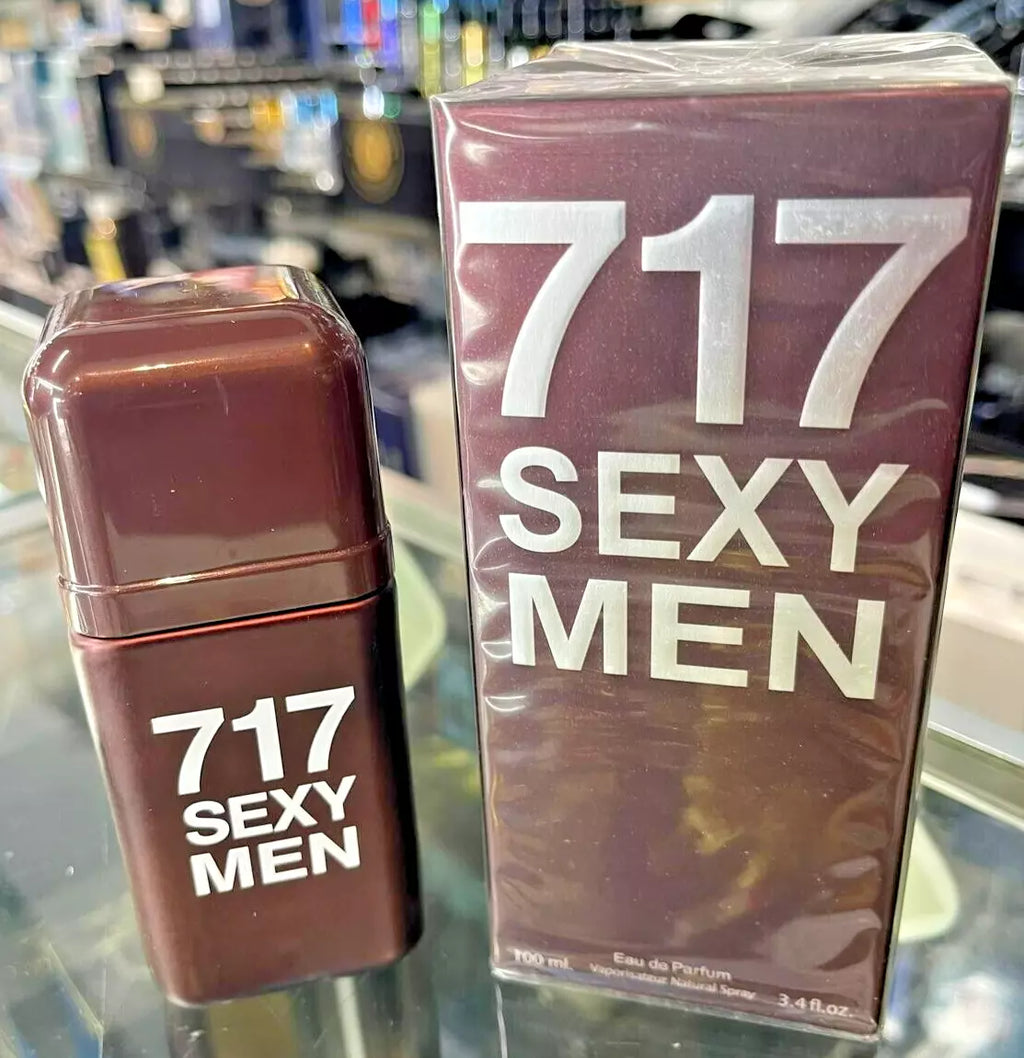 717
SEXY
MEN
717
SEXY
MEN
100 ml.
Eau de Parfum
Vaporisateur Natural Spray
3.4 fl.oz.